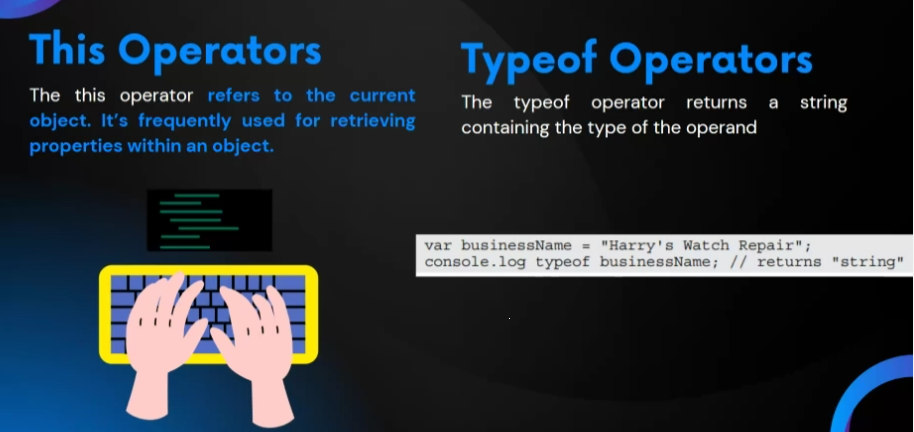 This Operators
The this operator refers to the current
object. It's frequently used for retrieving
properties within an object.
Typeof Operators
The typeof operator returns a string
containing the type of the operand
var businessName = "Harry's Watch Repair";
console.log typeof businessName; // returns "string"